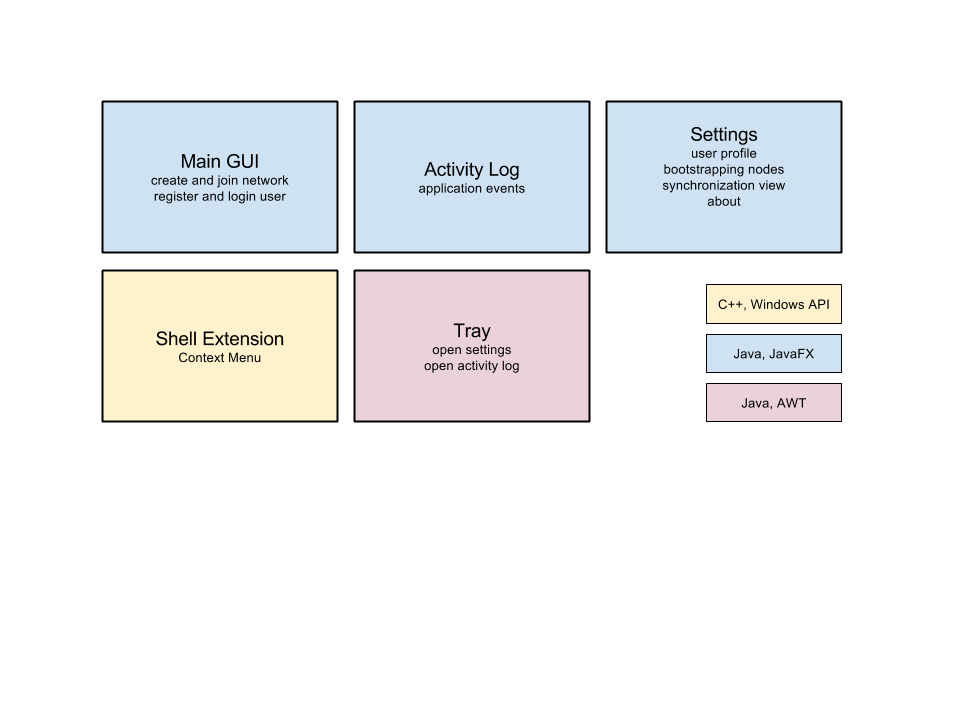 Main GUI
create and join network
register and login user
Activity Log
application events
Settings
user profile
bootstrapping nodes
synchronization view
about
Shell Extension
Context Menu
Tray
open settings
open activity log
C++, Windows API
Java, JavaFX
Java, AWT